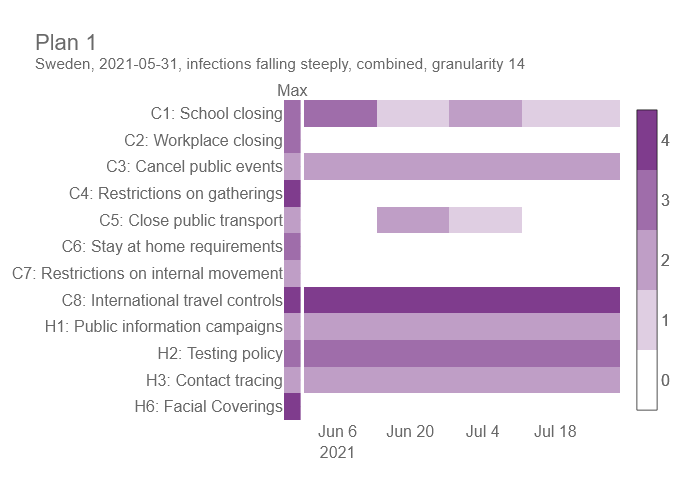 Plan 1
Sweden, 2021-05-31, infections falling steeply, combined, granularity 14
Max
C1: School closing
C2: Workplace closing
C3: Cancel public events
C4: Restrictions on gatherings
C5: Close public transport
C6: Stay at home requirements
C7: Restrictions on internal movement
C8: International travel controls
H1: Public information campaigns
H2: Testing policy
H3: Contact tracing
H6: Facial Coverings
4
3
2
1
0
Jun 6 Jun 20 Jul 4 Jul 18
2021